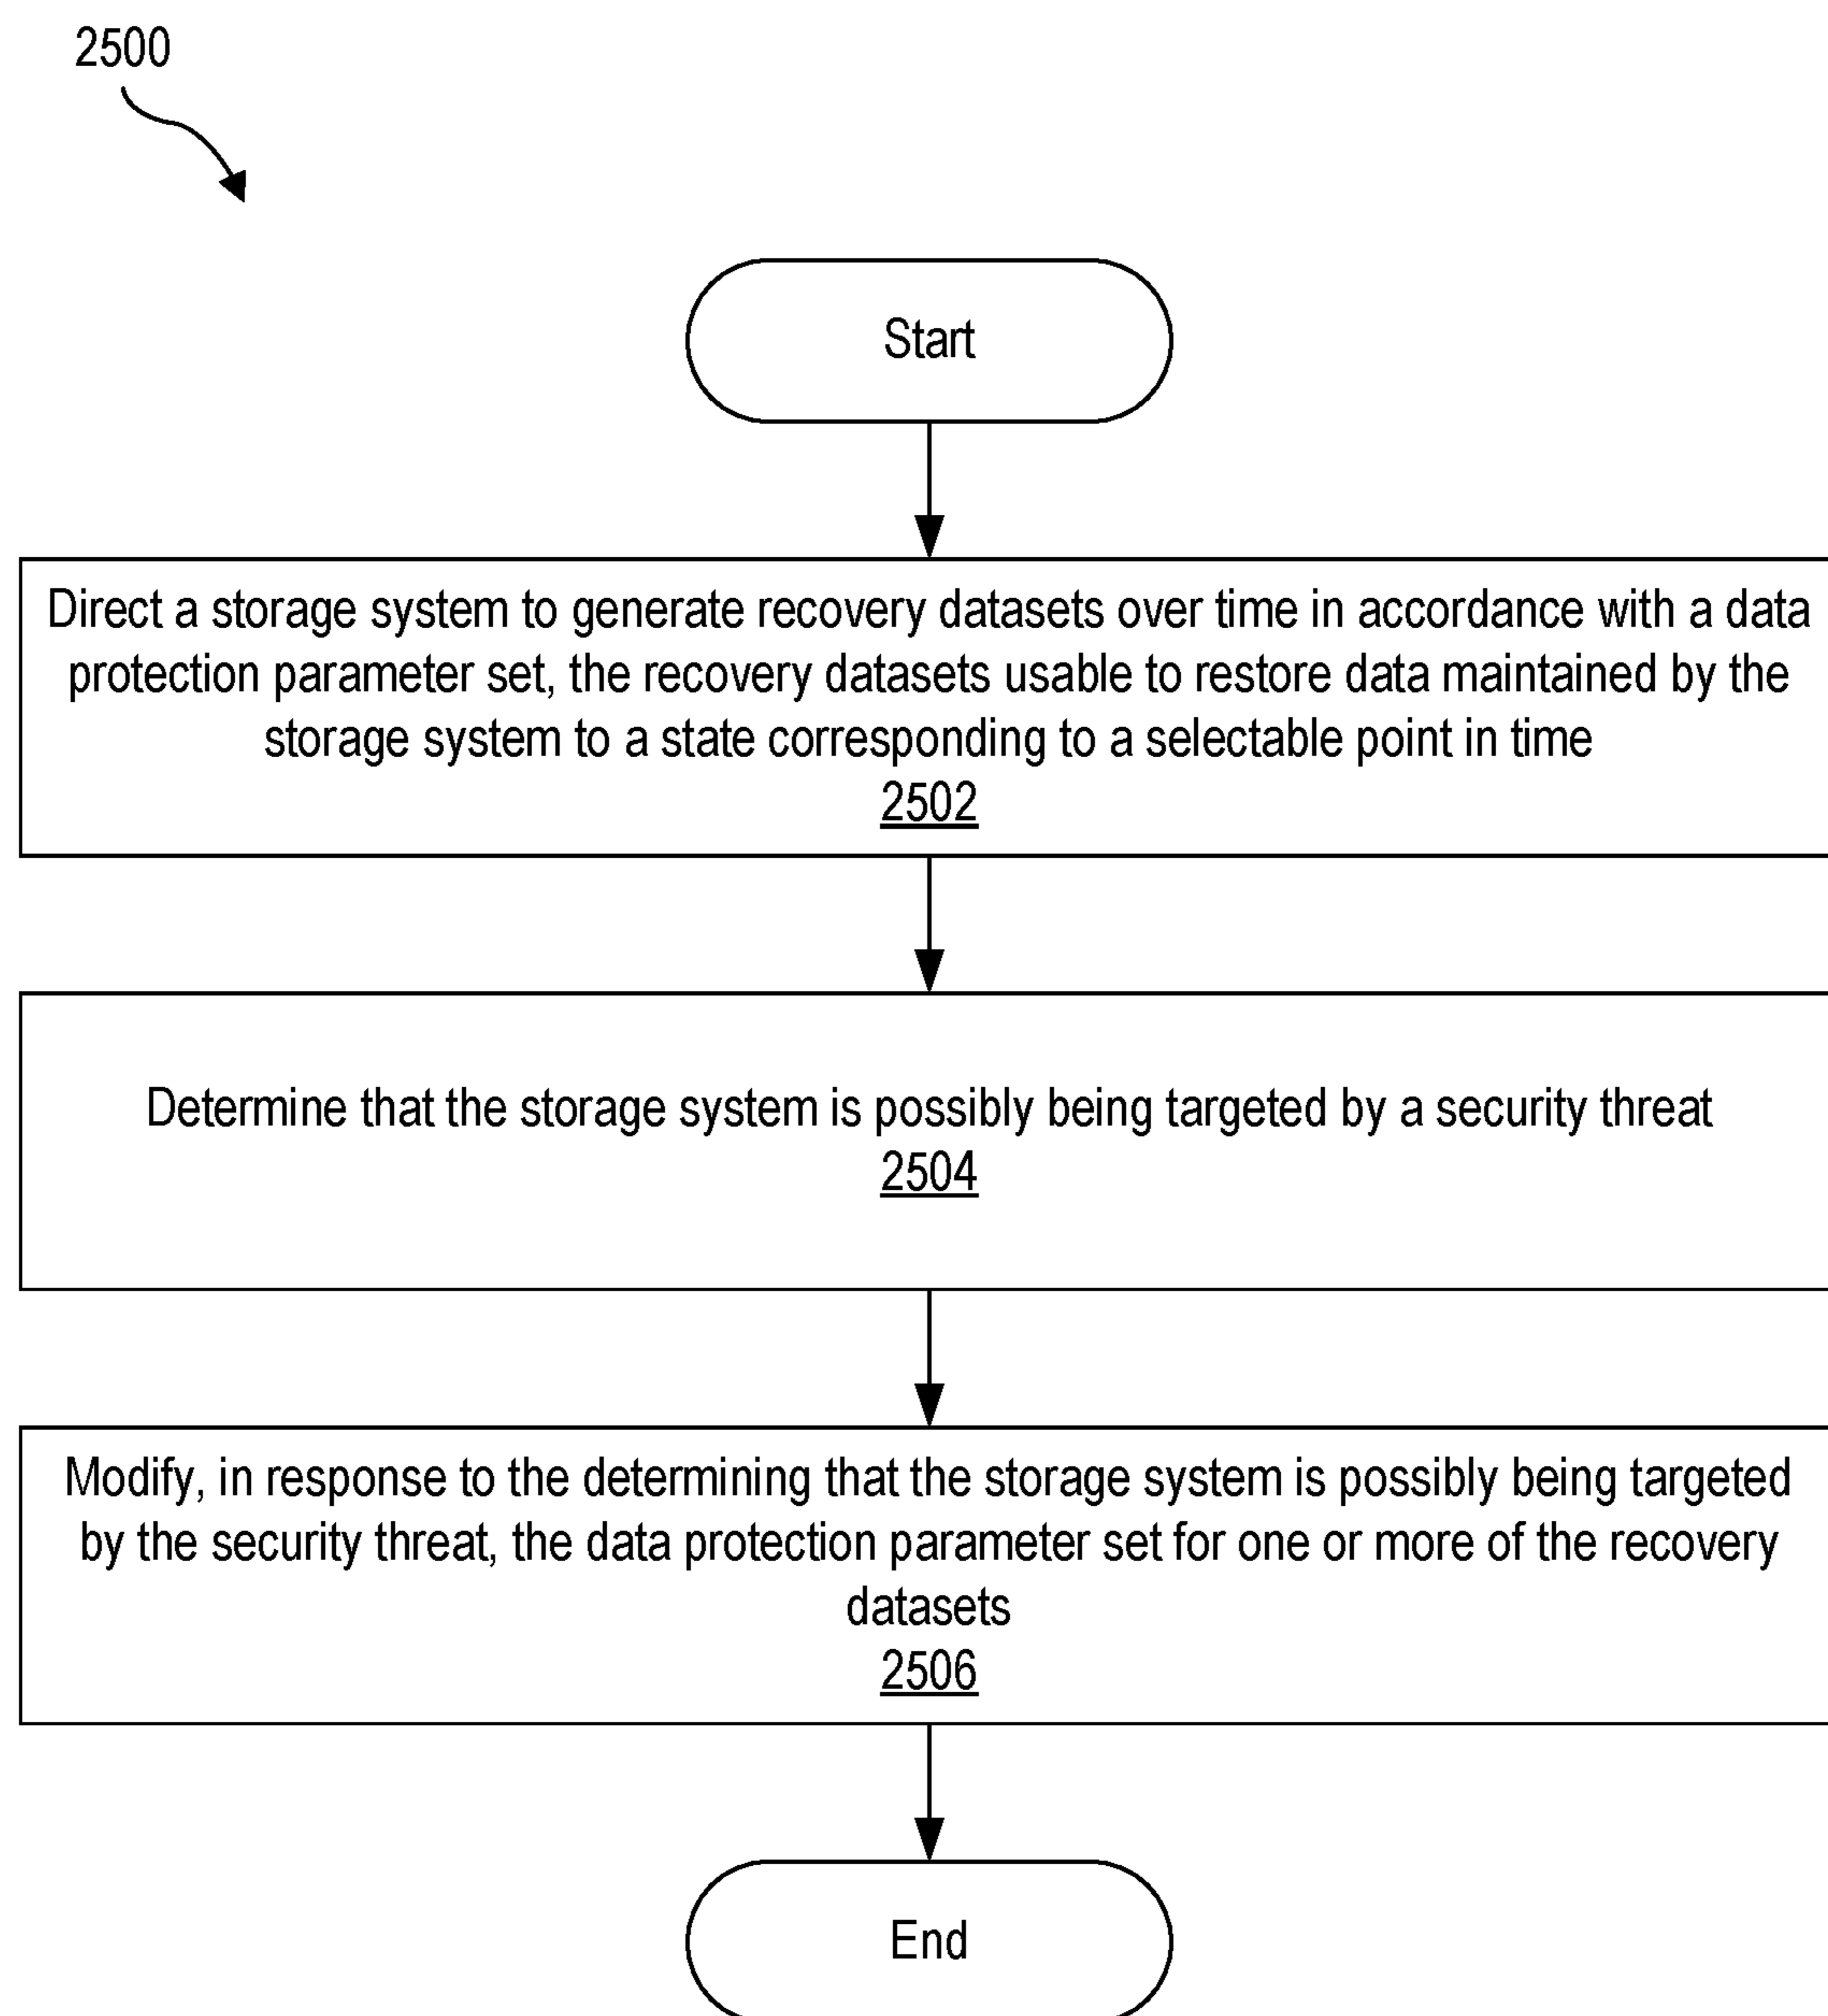 2500
Start
Direct a storage system to generate recovery datasets over time in accordance with a data
protection parameter set, the recovery datasets usable to restore data maintained by the
storage system to a state corresponding to a selectable point in time
2502
Determine that the storage system is possibly being targeted by a security threat
2504
Modify, in response to the determining that the storage system is possibly being targeted
by the security threat, the data protection parameter set for one or more of the recovery
datasets
2506
End